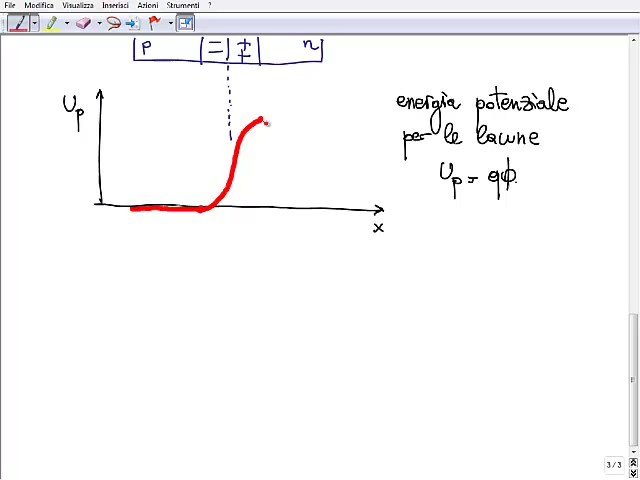 File Modifica Visualizza Inserisci Azioni Strumenti ?
p = + n
Up
energia potenziale
per le lacune
Up = qϕ
x
3 / 3